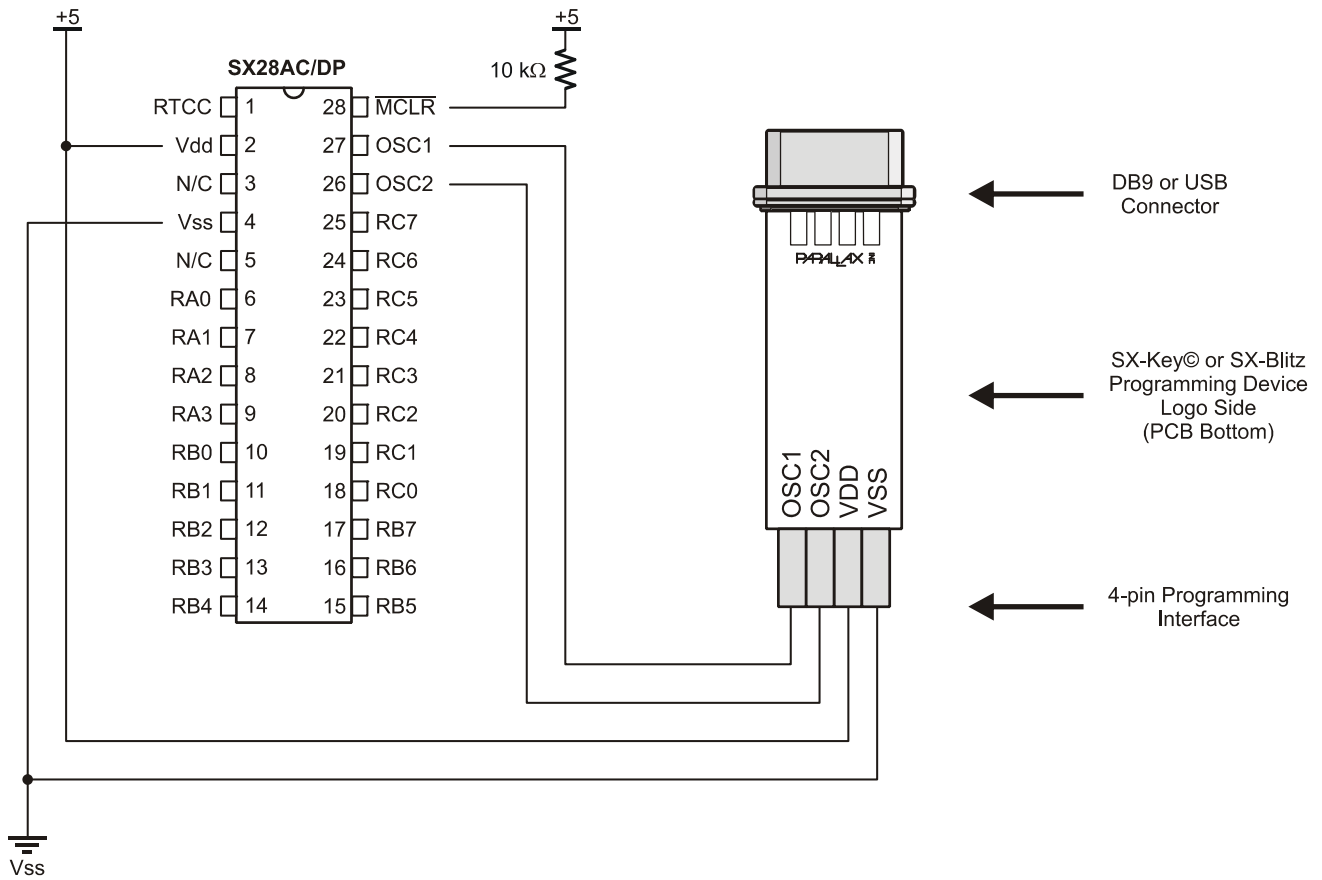 +5
+5
10 kΩ
SX28AC/DP
RTCC 1 28 MCLR
Vdd 2 27 OSC1
N/C 3 26 OSC2
Vss 4 25 RC7
N/C 5 24 RC6
RA0 6 23 RC5
RA1 7 22 RC4
RA2 8 21 RC3
RA3 9 20 RC2
RB0 10 19 RC1
RB1 11 18 RC0
RB2 12 17 RB7
RB3 13 16 RB6
RB4 14 15 RB5
Vss
PARALLAX INC
OSC1
OSC2
VDD
VSS
DB9 or USB
Connector
SX-Key© or SX-Blitz
Programming Device
Logo Side
(PCB Bottom)
4-pin Programming
Interface